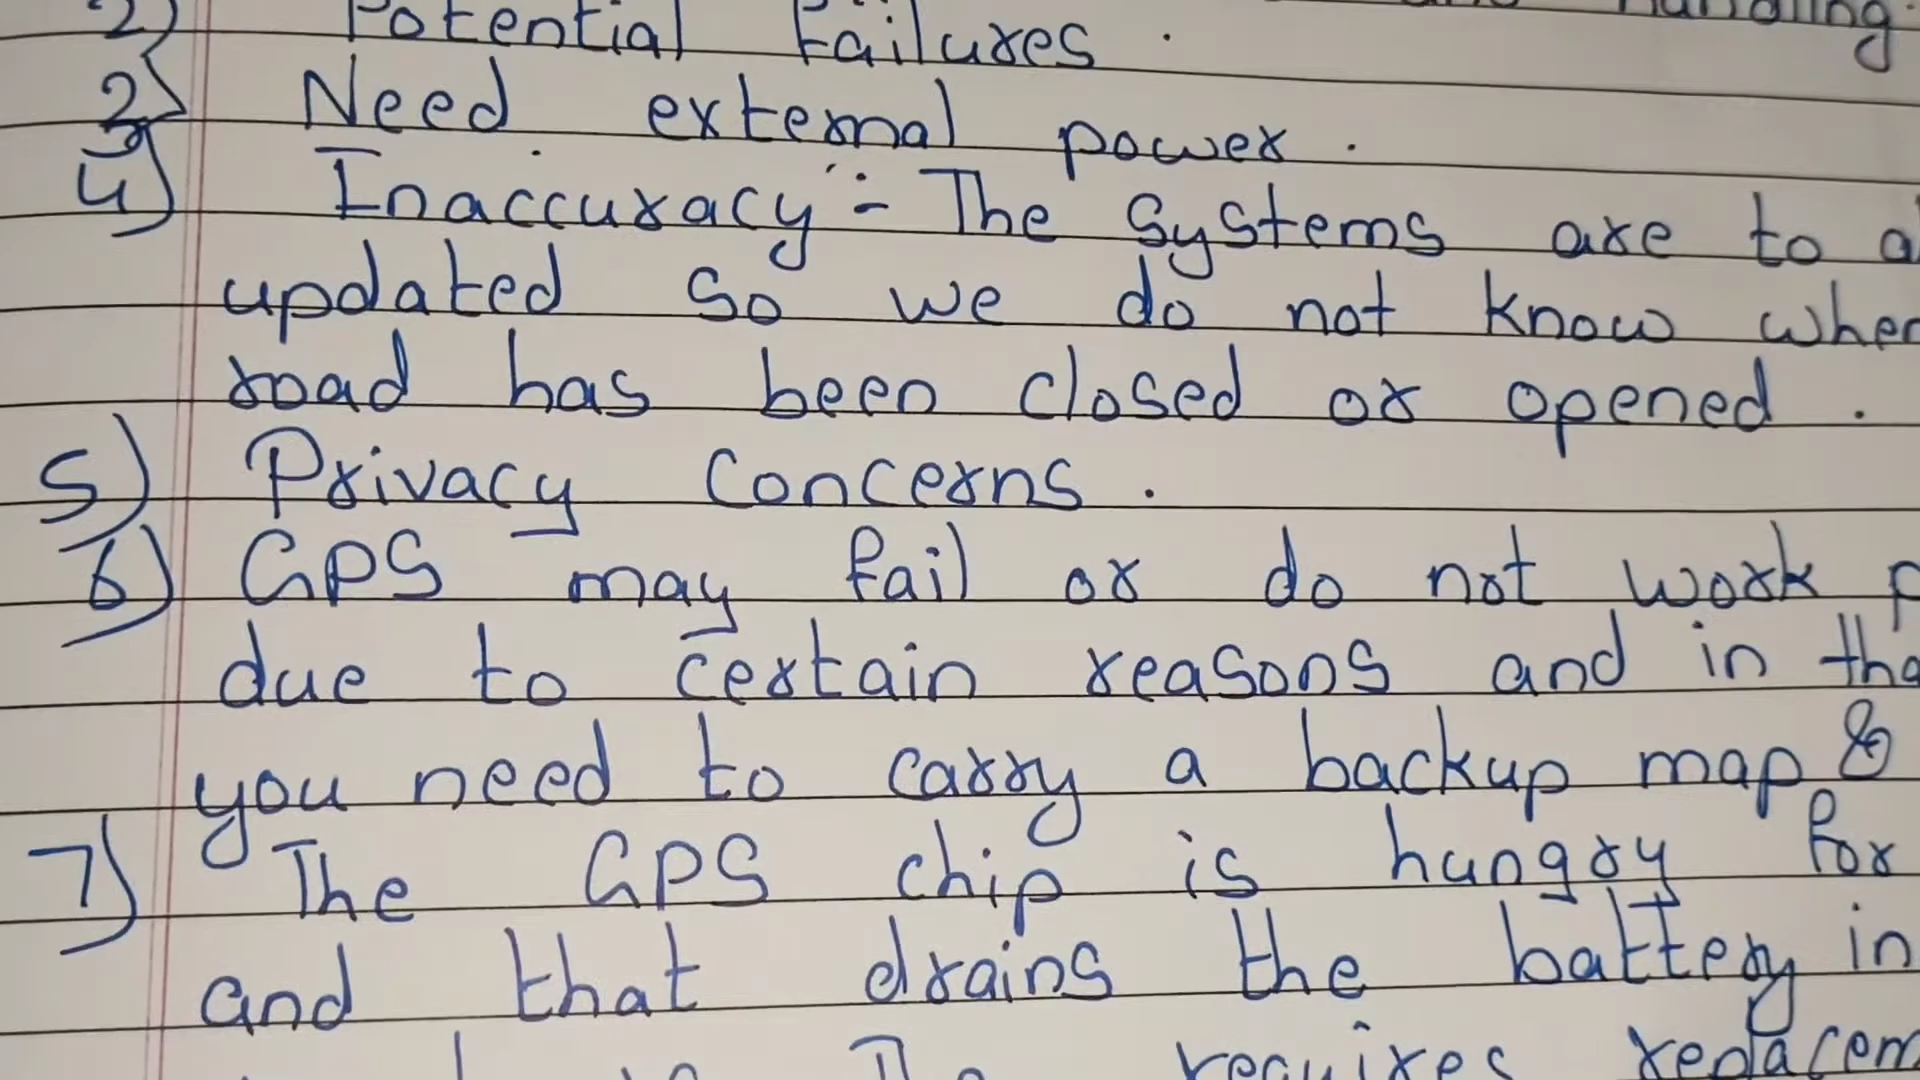 handling.
2) Potential Failures.
3) Need external power.
4) Inaccuracy :- The Systems are to
updated so we do not know
road has been closed or opened.
5) Privacy Concerns.
6) GPS may fail or do not work
due to certain reasons and in
you need to carry a backup map &
7) The GPS chip is hungry for
and that drains the battery in
requires